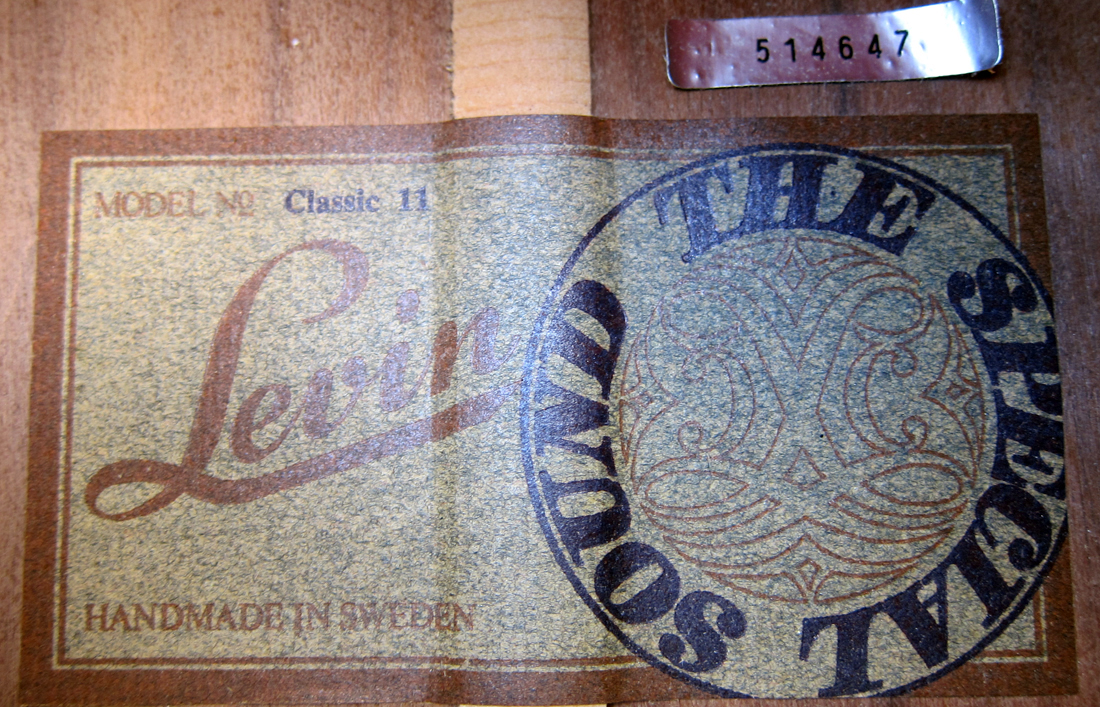 514647
MODEL Nº Classic 11
Levin
HANDMADE IN SWEDEN
THE SPECIAL SOUND